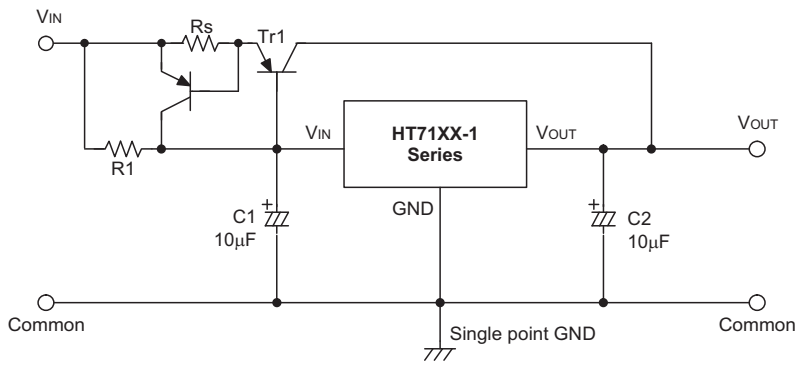 VIN
Rs
Tr1
R1
VIN
HT71XX-1
Series
VOUT
VOUT
GND
+
C1
10μF
+
C2
10μF
Common
Single point GND
Common